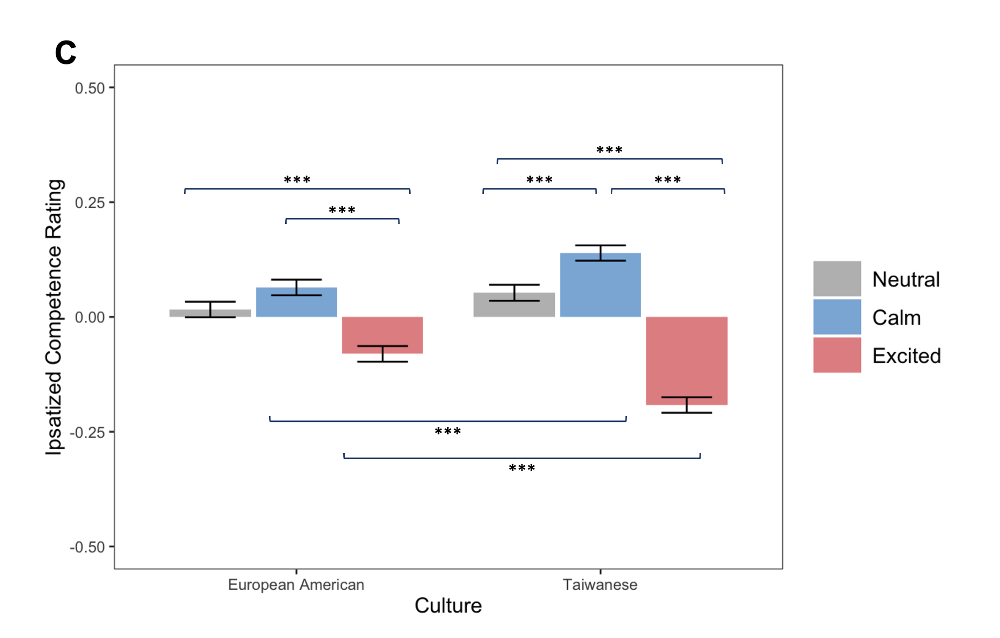 C
Ipsatized Competence Rating
0.50
0.25
0.00
-0.25
-0.50
***
***
***
***
***
***
***
European American
Taiwanese
Culture
Neutral
Calm
Excited